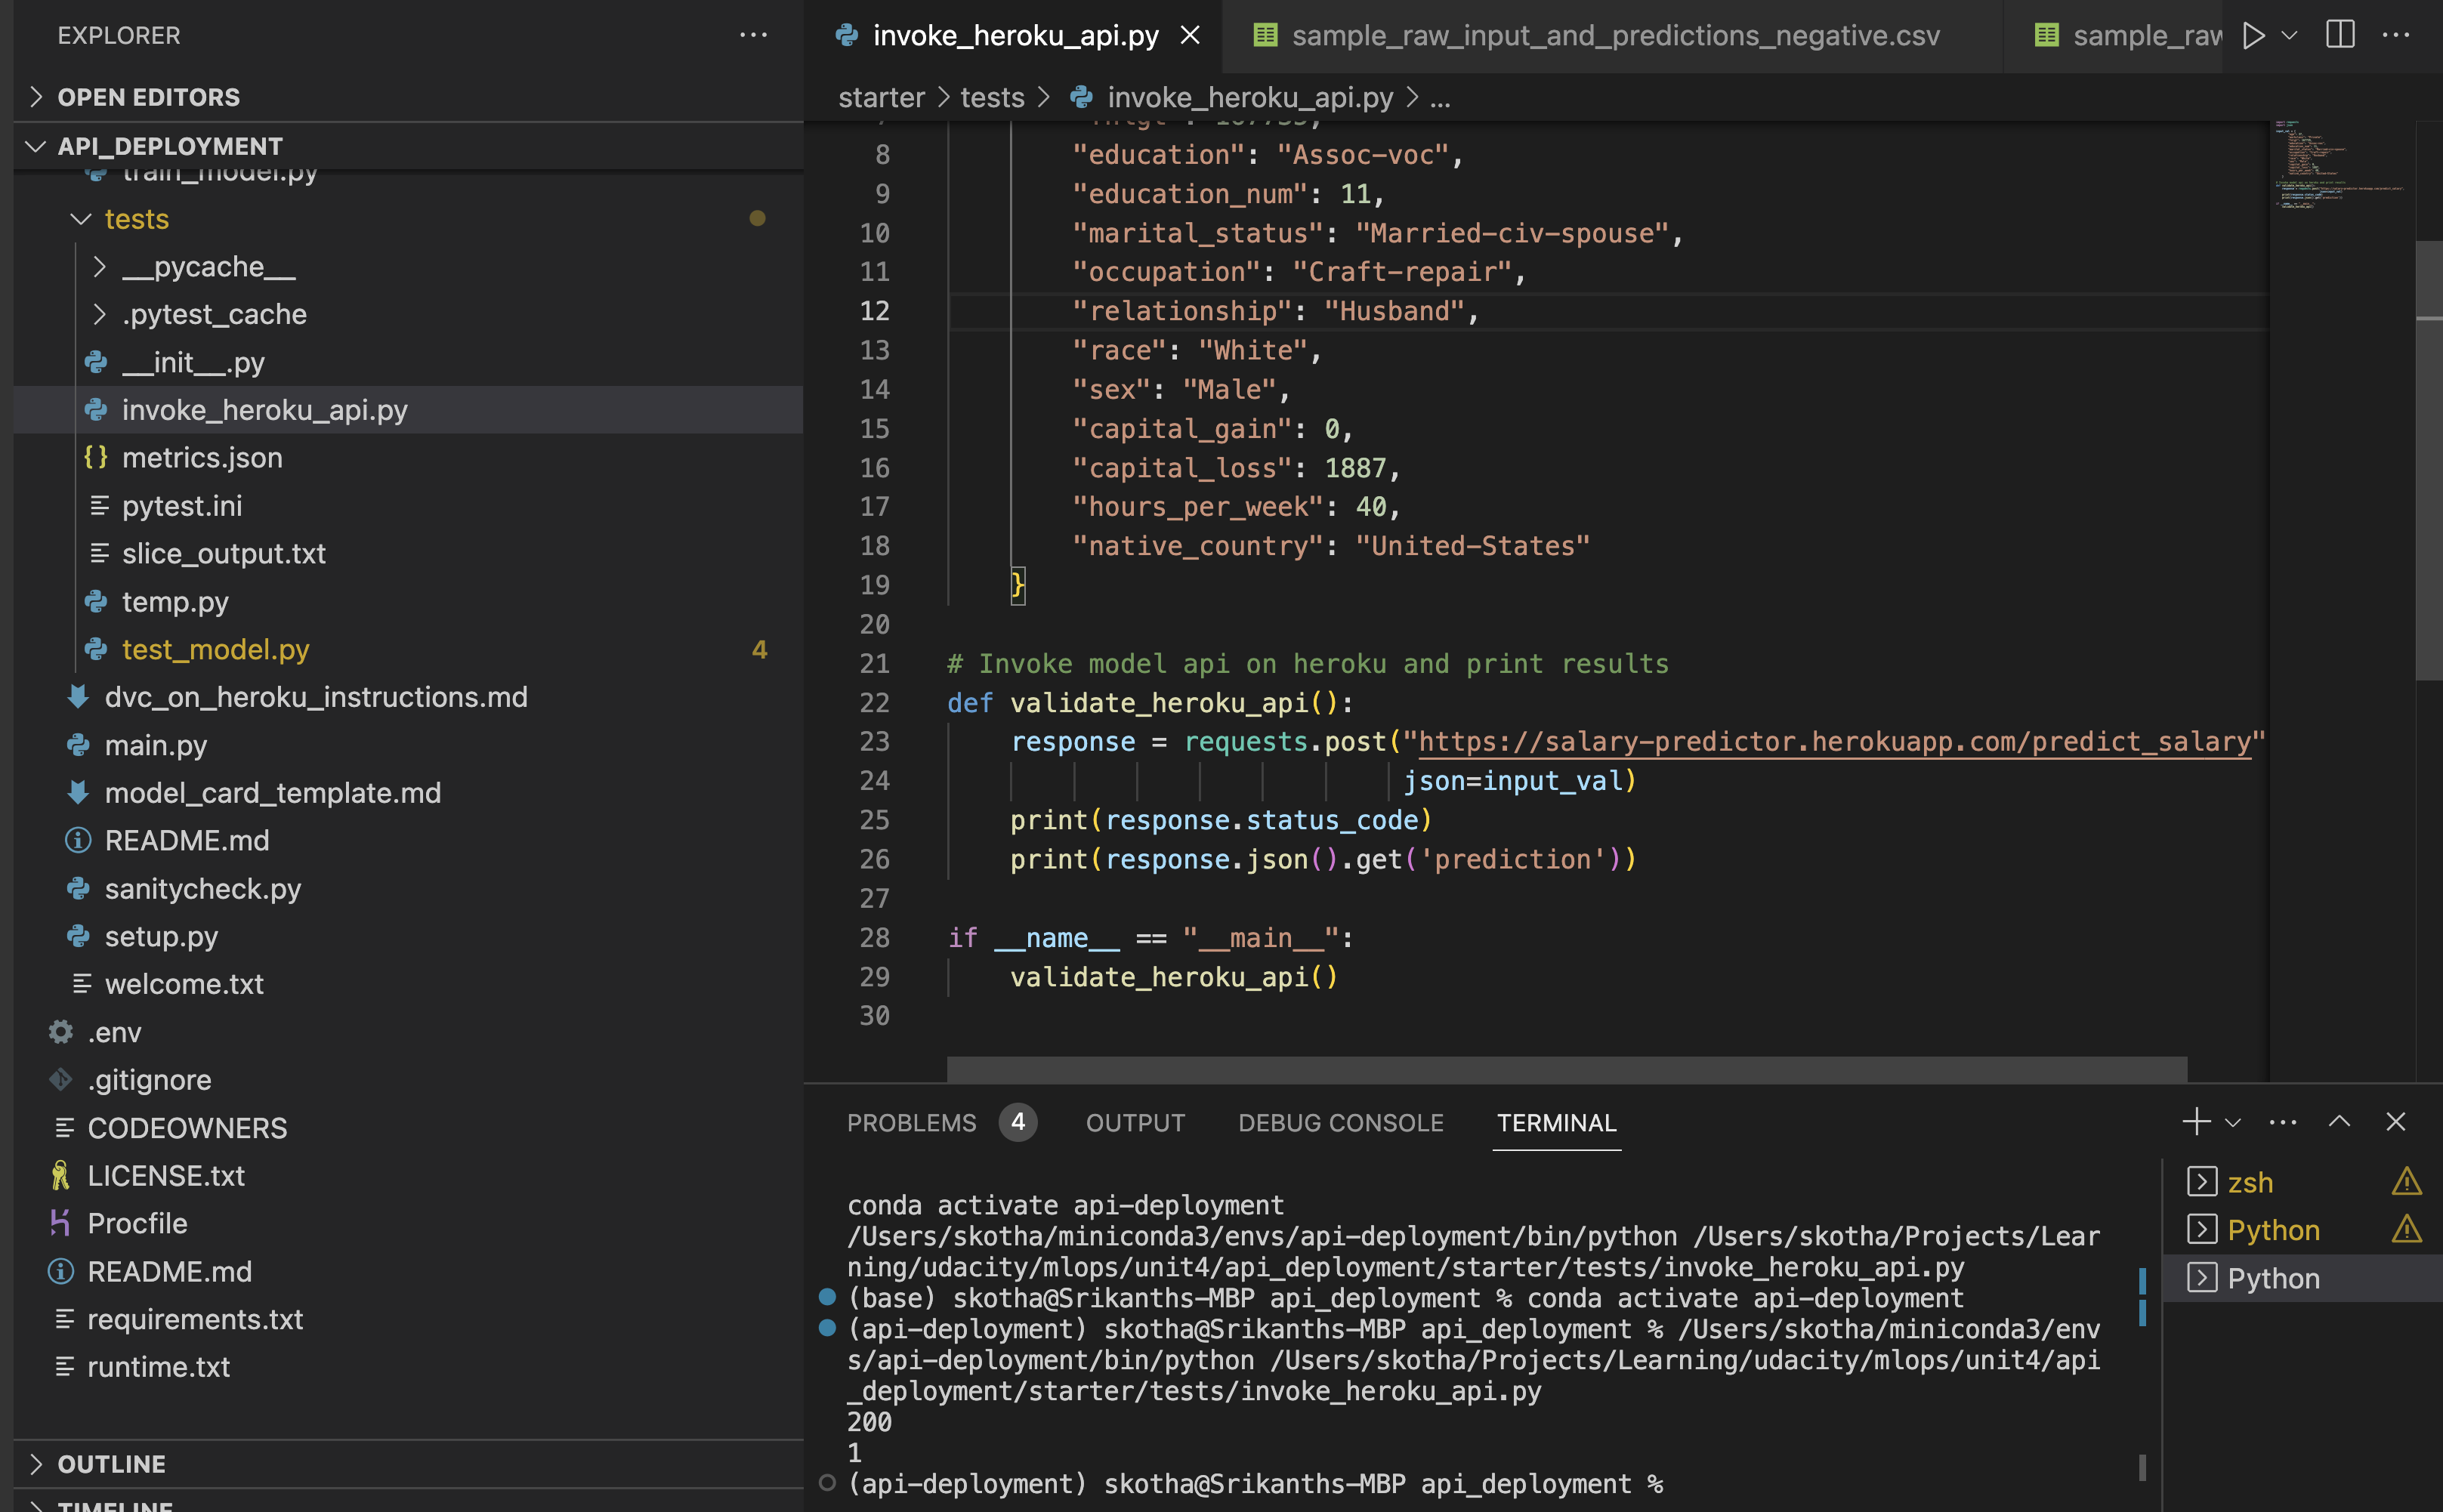 EXPLORER
OPEN EDITORS
API_DEPLOYMENT
train_model.py
tests
__pycache__
.pytest_cache
__init__.py
invoke_heroku_api.py
metrics.json
pytest.ini
slice_output.txt
temp.py
test_model.py 4
dvc_on_heroku_instructions.md
main.py
model_card_template.md
README.md
sanitycheck.py
setup.py
welcome.txt
.env
.gitignore
CODEOWNERS
LICENSE.txt
Procfile
README.md
requirements.txt
runtime.txt
OUTLINE
TIMELINE
invoke_heroku_api.py sample_raw_input_and_predictions_negative.csv sample_raw
starter > tests > invoke_heroku_api.py > ...
8 "education": "Assoc-voc",
9 "education_num": 11,
10 "marital_status": "Married-civ-spouse",
11 "occupation": "Craft-repair",
12 "relationship": "Husband",
13 "race": "White",
14 "sex": "Male",
15 "capital_gain": 0,
16 "capital_loss": 1887,
17 "hours_per_week": 40,
18 "native_country": "United-States"
19 }
20
21 # Invoke model api on heroku and print results
22 def validate_heroku_api():
23 response = requests.post("https://salary-predictor.herokuapp.com/predict_salary"
24 json=input_val)
25 print(response.status_code)
26 print(response.json().get('prediction'))
27
28 if __name__ == "__main__":
29 validate_heroku_api()
30
PROBLEMS 4 OUTPUT DEBUG CONSOLE TERMINAL
conda activate api-deployment
/Users/skotha/miniconda3/envs/api-deployment/bin/python /Users/skotha/Projects/Lear
ning/udacity/mlops/unit4/api_deployment/starter/tests/invoke_heroku_api.py
(base) skotha@Srikanths-MBP api_deployment % conda activate api-deployment
(api-deployment) skotha@Srikanths-MBP api_deployment % /Users/skotha/miniconda3/env
s/api-deployment/bin/python /Users/skotha/Projects/Learning/udacity/mlops/unit4/api
_deployment/starter/tests/invoke_heroku_api.py
200
1
(api-deployment) skotha@Srikanths-MBP api_deployment %
zsh
Python
Python